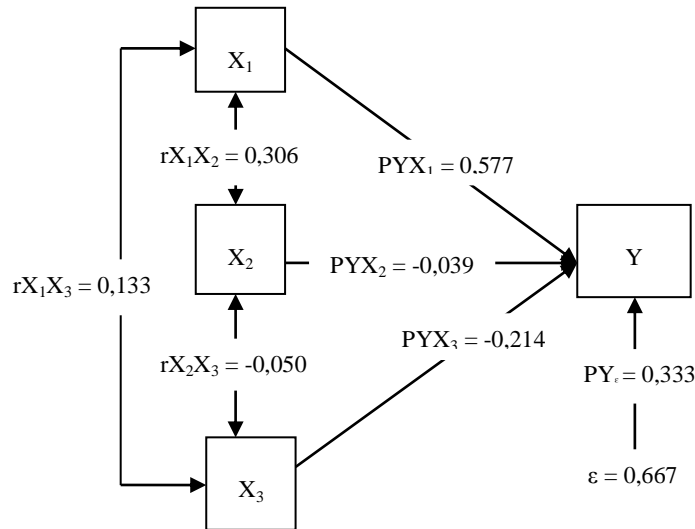 X₁
rX₁X₂ = 0,306
PYX₁ = 0,577
X₂
PYX₂ = -0,039
Y
rX₁X₃ = 0,133
rX₂X₃ = -0,050
PYX₃ = -0,214
PYε = 0,333
X₃
ε = 0,667